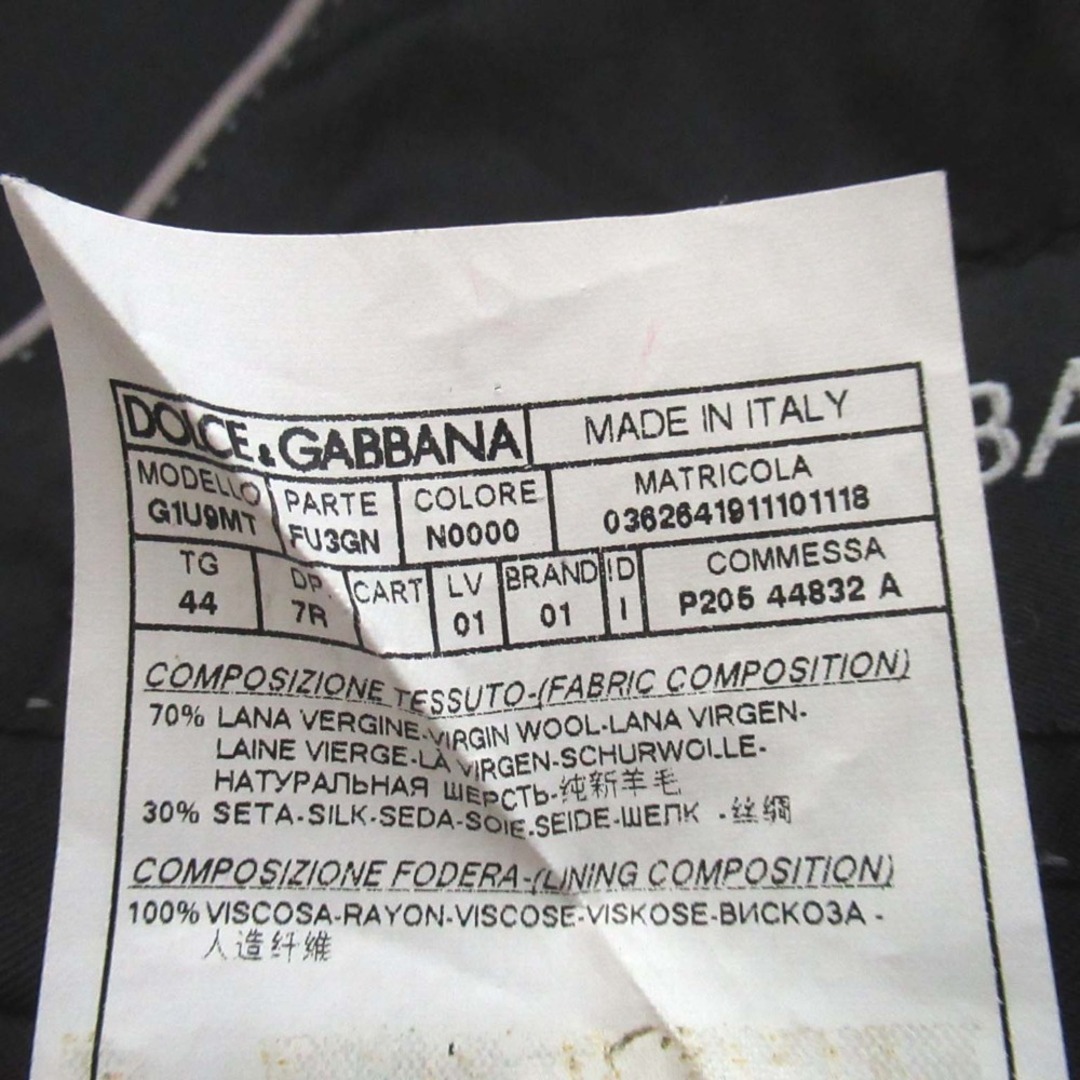 DOLCE&GABBANA MADE IN ITALY
MODELLO PARTE COLORE MATRICOLA
G1U9MT FU3GN N0000 0362641911101118
TG DP. CART LV BRAND ID COMMESSA
44 7R 01 01 I P205 44832 A
COMPOSIZIONE TESSUTO-(FABRIC COMPOSITION)
70% LANA VERGINE-VIRGIN WOOL-LANA VIRGEN-
LAINE VIERGE-LÃ VIRGEN-SCHURWOLLE-
НАТУРАЛЬНАЯ ШЕРСТЬ-纯新羊毛
30% SETA-SILK-SEDA-SOIE-SEIDE-ШЕЛК -丝绸
COMPOSIZIONE FODERA-(LINING COMPOSITION)
100% VISCOSA-RAYON-VISCOSE-VISKOSE-ВИСКОЗА -
人造纤维
BA